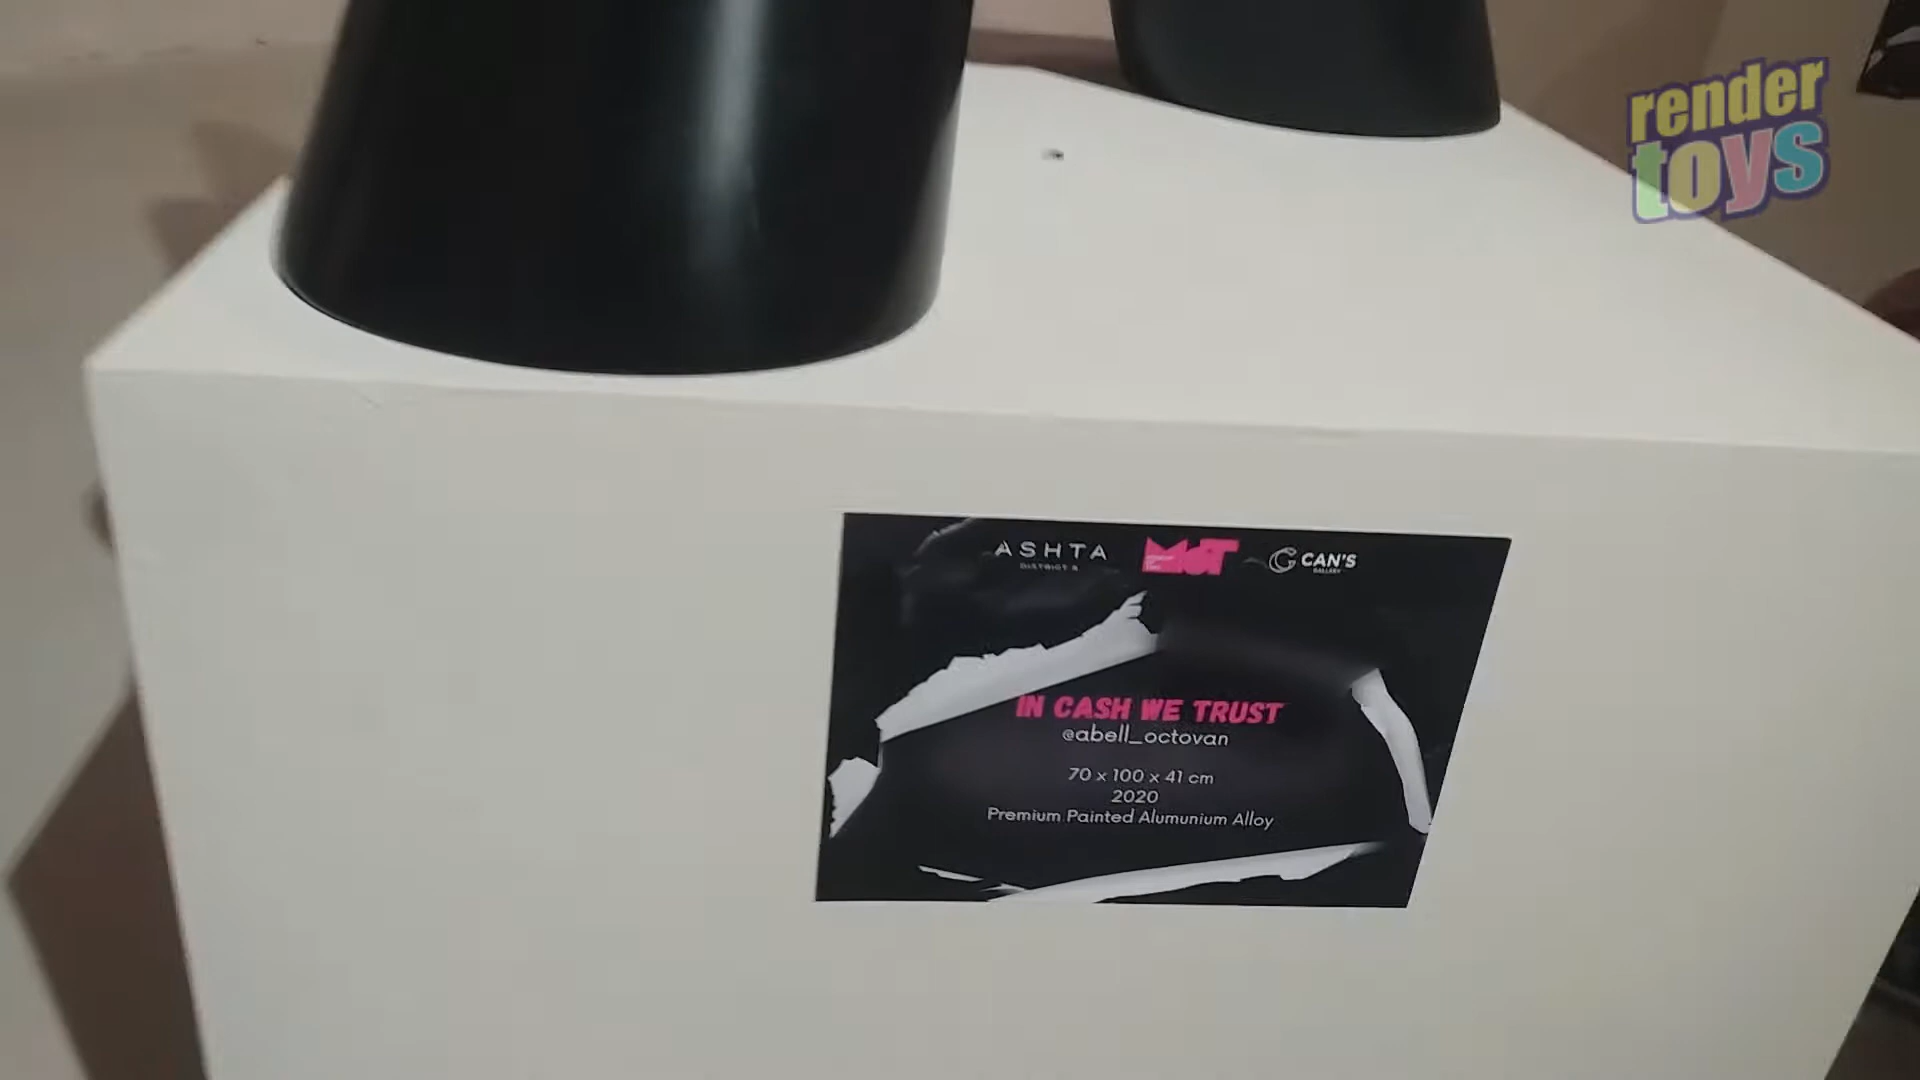 render
toys
ASHTA
DISTRICT 8
CAN'S
GALLERY
IN CASH WE TRUST
@abell_octovan
70 x 100 x 41 cm
2020
Premium Painted Alumunium Alloy